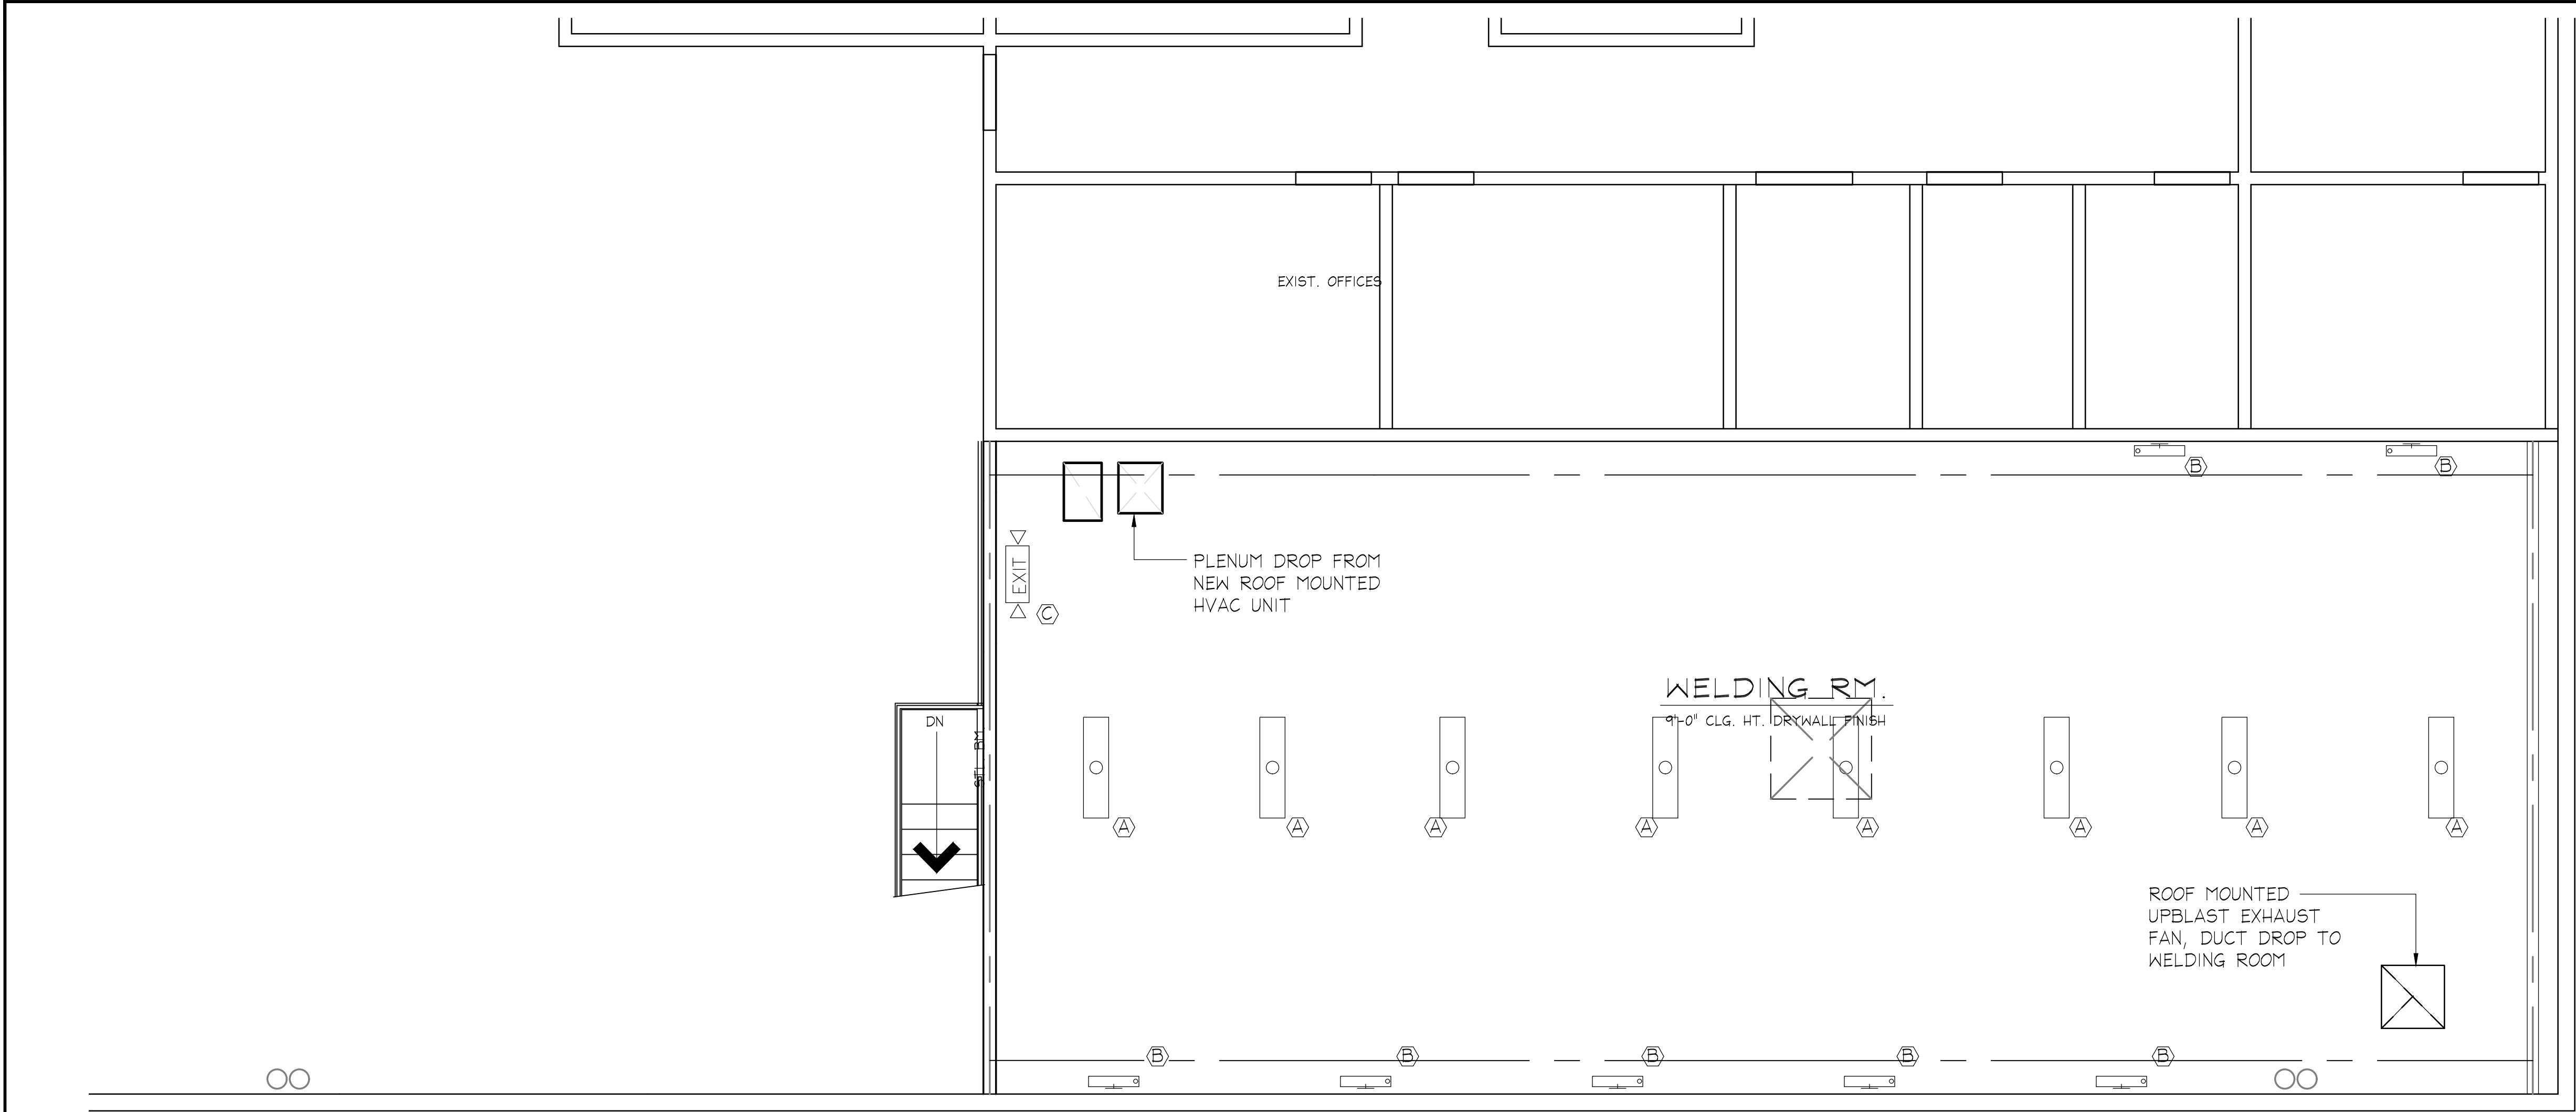 EXIST. OFFICES
B
B
EXIT
C
PLENUM DROP FROM
NEW ROOF MOUNTED
HVAC UNIT
WELDING RM.
9'-0" CLG. HT. DRYWALL FINISH
DN
STL. BM.
A
A
A
A
A
A
A
A
ROOF MOUNTED
UPBLAST EXHAUST
FAN, DUCT DROP TO
WELDING ROOM
B
B
B
B
B